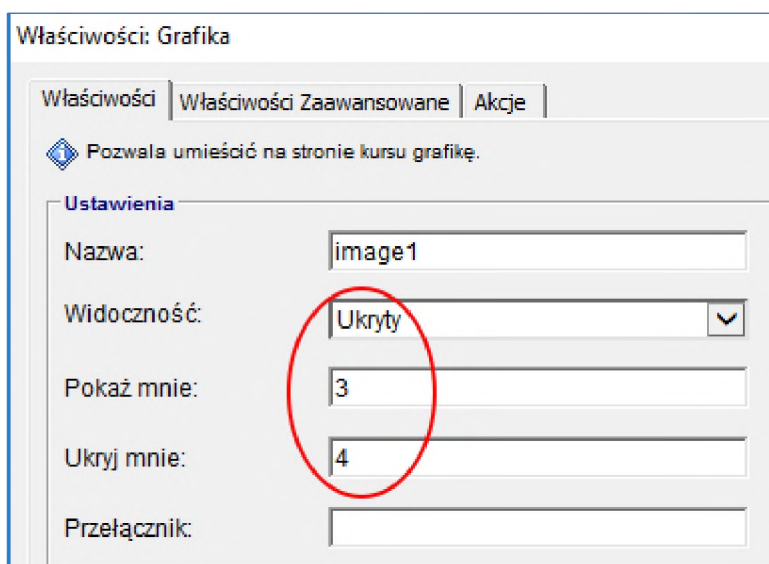 Właściwości: Grafika
Właściwości Właściwości Zaawansowane Akcje
Pozwala umieścić na stronie kursu grafikę.
Ustawienia
Nazwa: image1
Widoczność: Ukryty
Pokaż mnie: 3
Ukryj mnie: 4
Przełącznik: